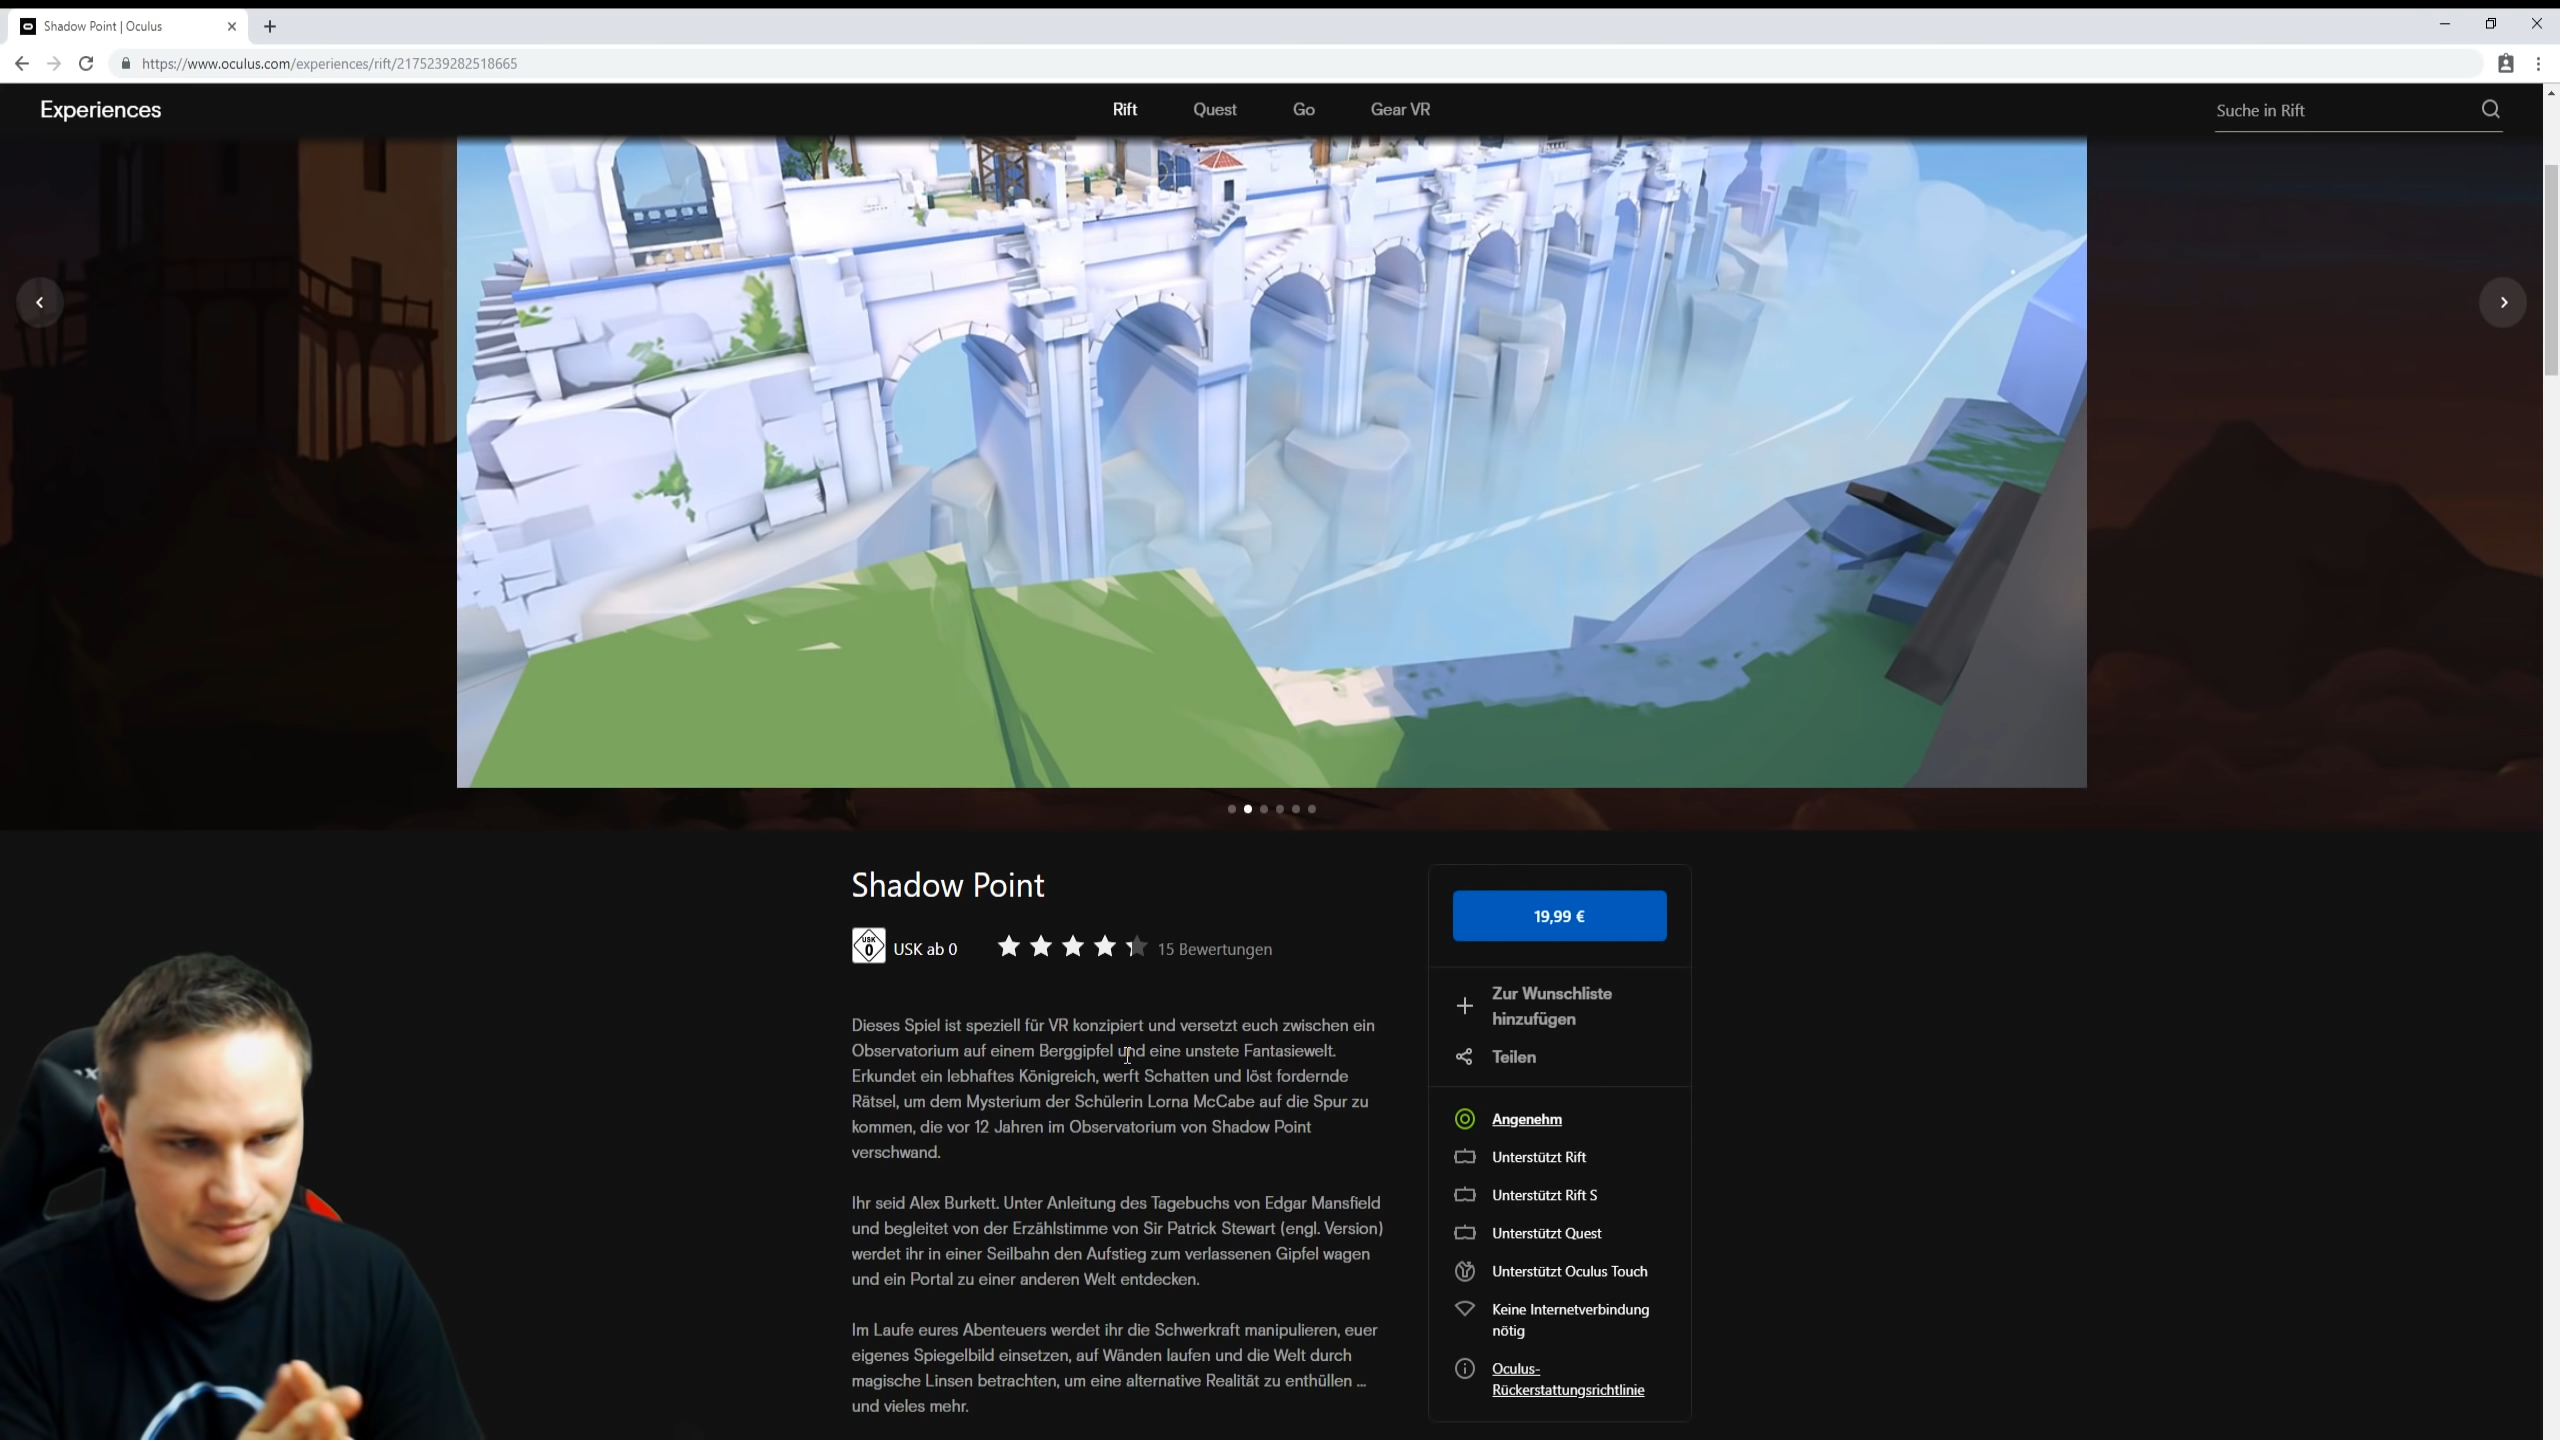 Shadow Point | Oculus
https://www.oculus.com/experiences/rift/2175239282518665
Experiences
Rift
Quest
Go
Gear VR
Suche in Rift
Shadow Point
USK
0
USK ab 0
15 Bewertungen
Dieses Spiel ist speziell für VR konzipiert und versetzt euch zwischen ein
Observatorium auf einem Berggipfel und eine unstete Fantasiewelt.
Erkundet ein lebhaftes Königreich, werft Schatten und löst fordernde
Rätsel, um dem Mysterium der Schülerin Lorna McCabe auf die Spur zu
kommen, die vor 12 Jahren im Observatorium von Shadow Point
verschwand.
Ihr seid Alex Burkett. Unter Anleitung des Tagebuchs von Edgar Mansfield
und begleitet von der Erzählstimme von Sir Patrick Stewart (engl. Version)
werdet ihr in einer Seilbahn den Aufstieg zum verlassenen Gipfel wagen
und ein Portal zu einer anderen Welt entdecken.
Im Laufe eures Abenteuers werdet ihr die Schwerkraft manipulieren, euer
eigenes Spiegelbild einsetzen, auf Wänden laufen und die Welt durch
magische Linsen betrachten, um eine alternative Realität zu enthüllen ...
und vieles mehr.
19,99 €
Zur Wunschliste
hinzufügen
Teilen
Angenehm
Unterstützt Rift
Unterstützt Rift S
Unterstützt Quest
Unterstützt Oculus Touch
Keine Internetverbindung
nötig
Oculus-
Rückerstattungsrichtlinie